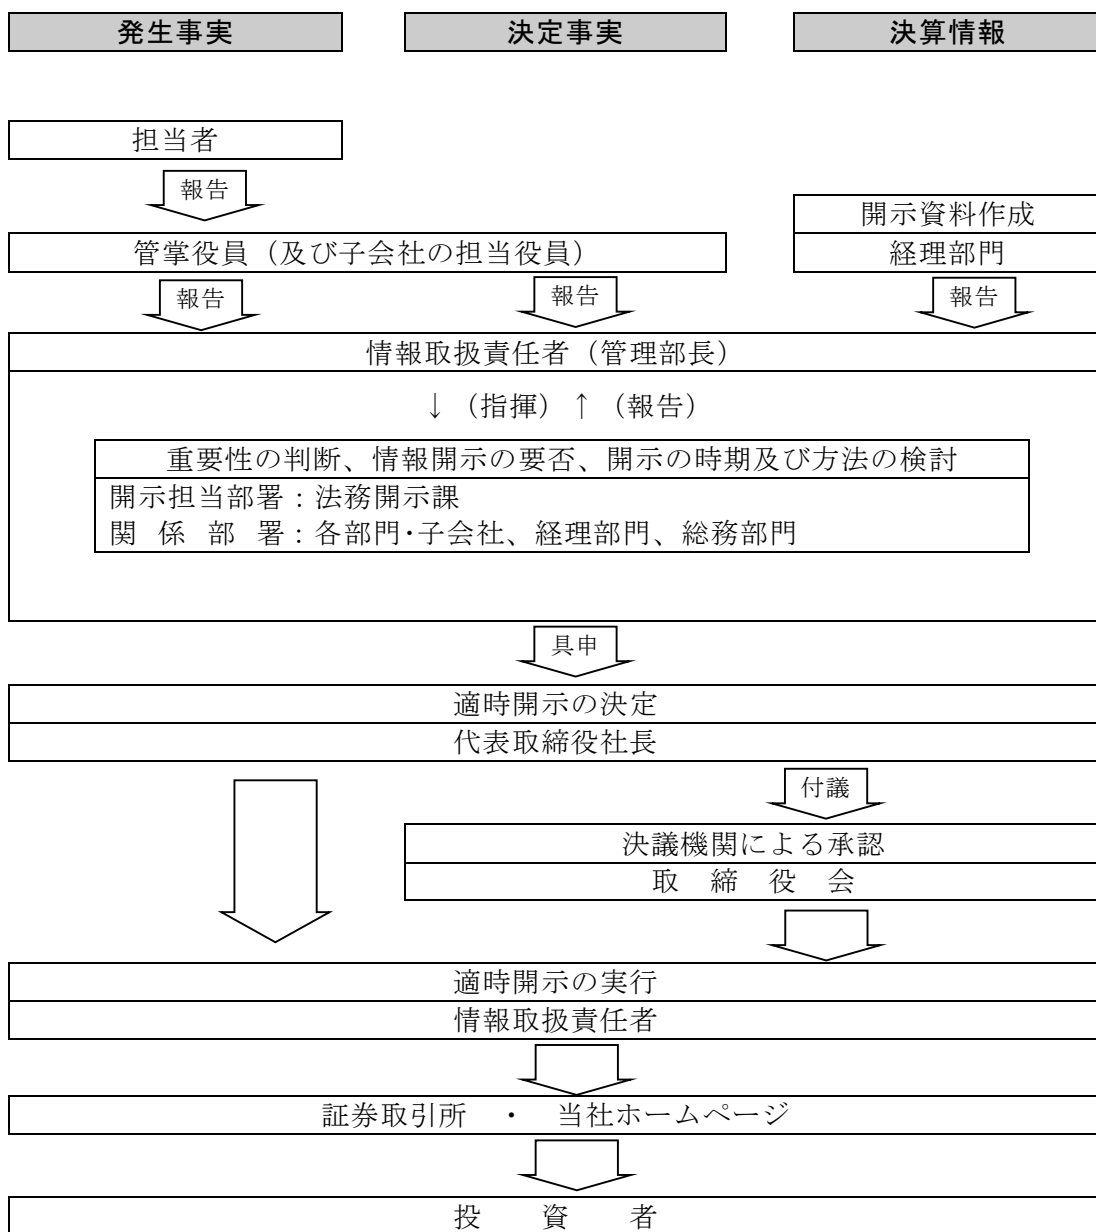 発生事実
決定事実
決算情報
担当者
報告
開示資料作成
管掌役員（及び子会社の担当役員）
経理部門
報告
報告
報告
情報取扱責任者（管理部長）
↓（指揮）↑（報告）
重要性の判断、情報開示の要否、開示の時期及び方法の検討
開示担当部署：法務開示課
関　係　部　署：各部門・子会社、経理部門、総務部門
具申
適時開示の決定
代表取締役社長
付議
決議機関による承認
取　締　役　会
適時開示の実行
情報取扱責任者
証券取引所　・　当社ホームページ
投　資　者